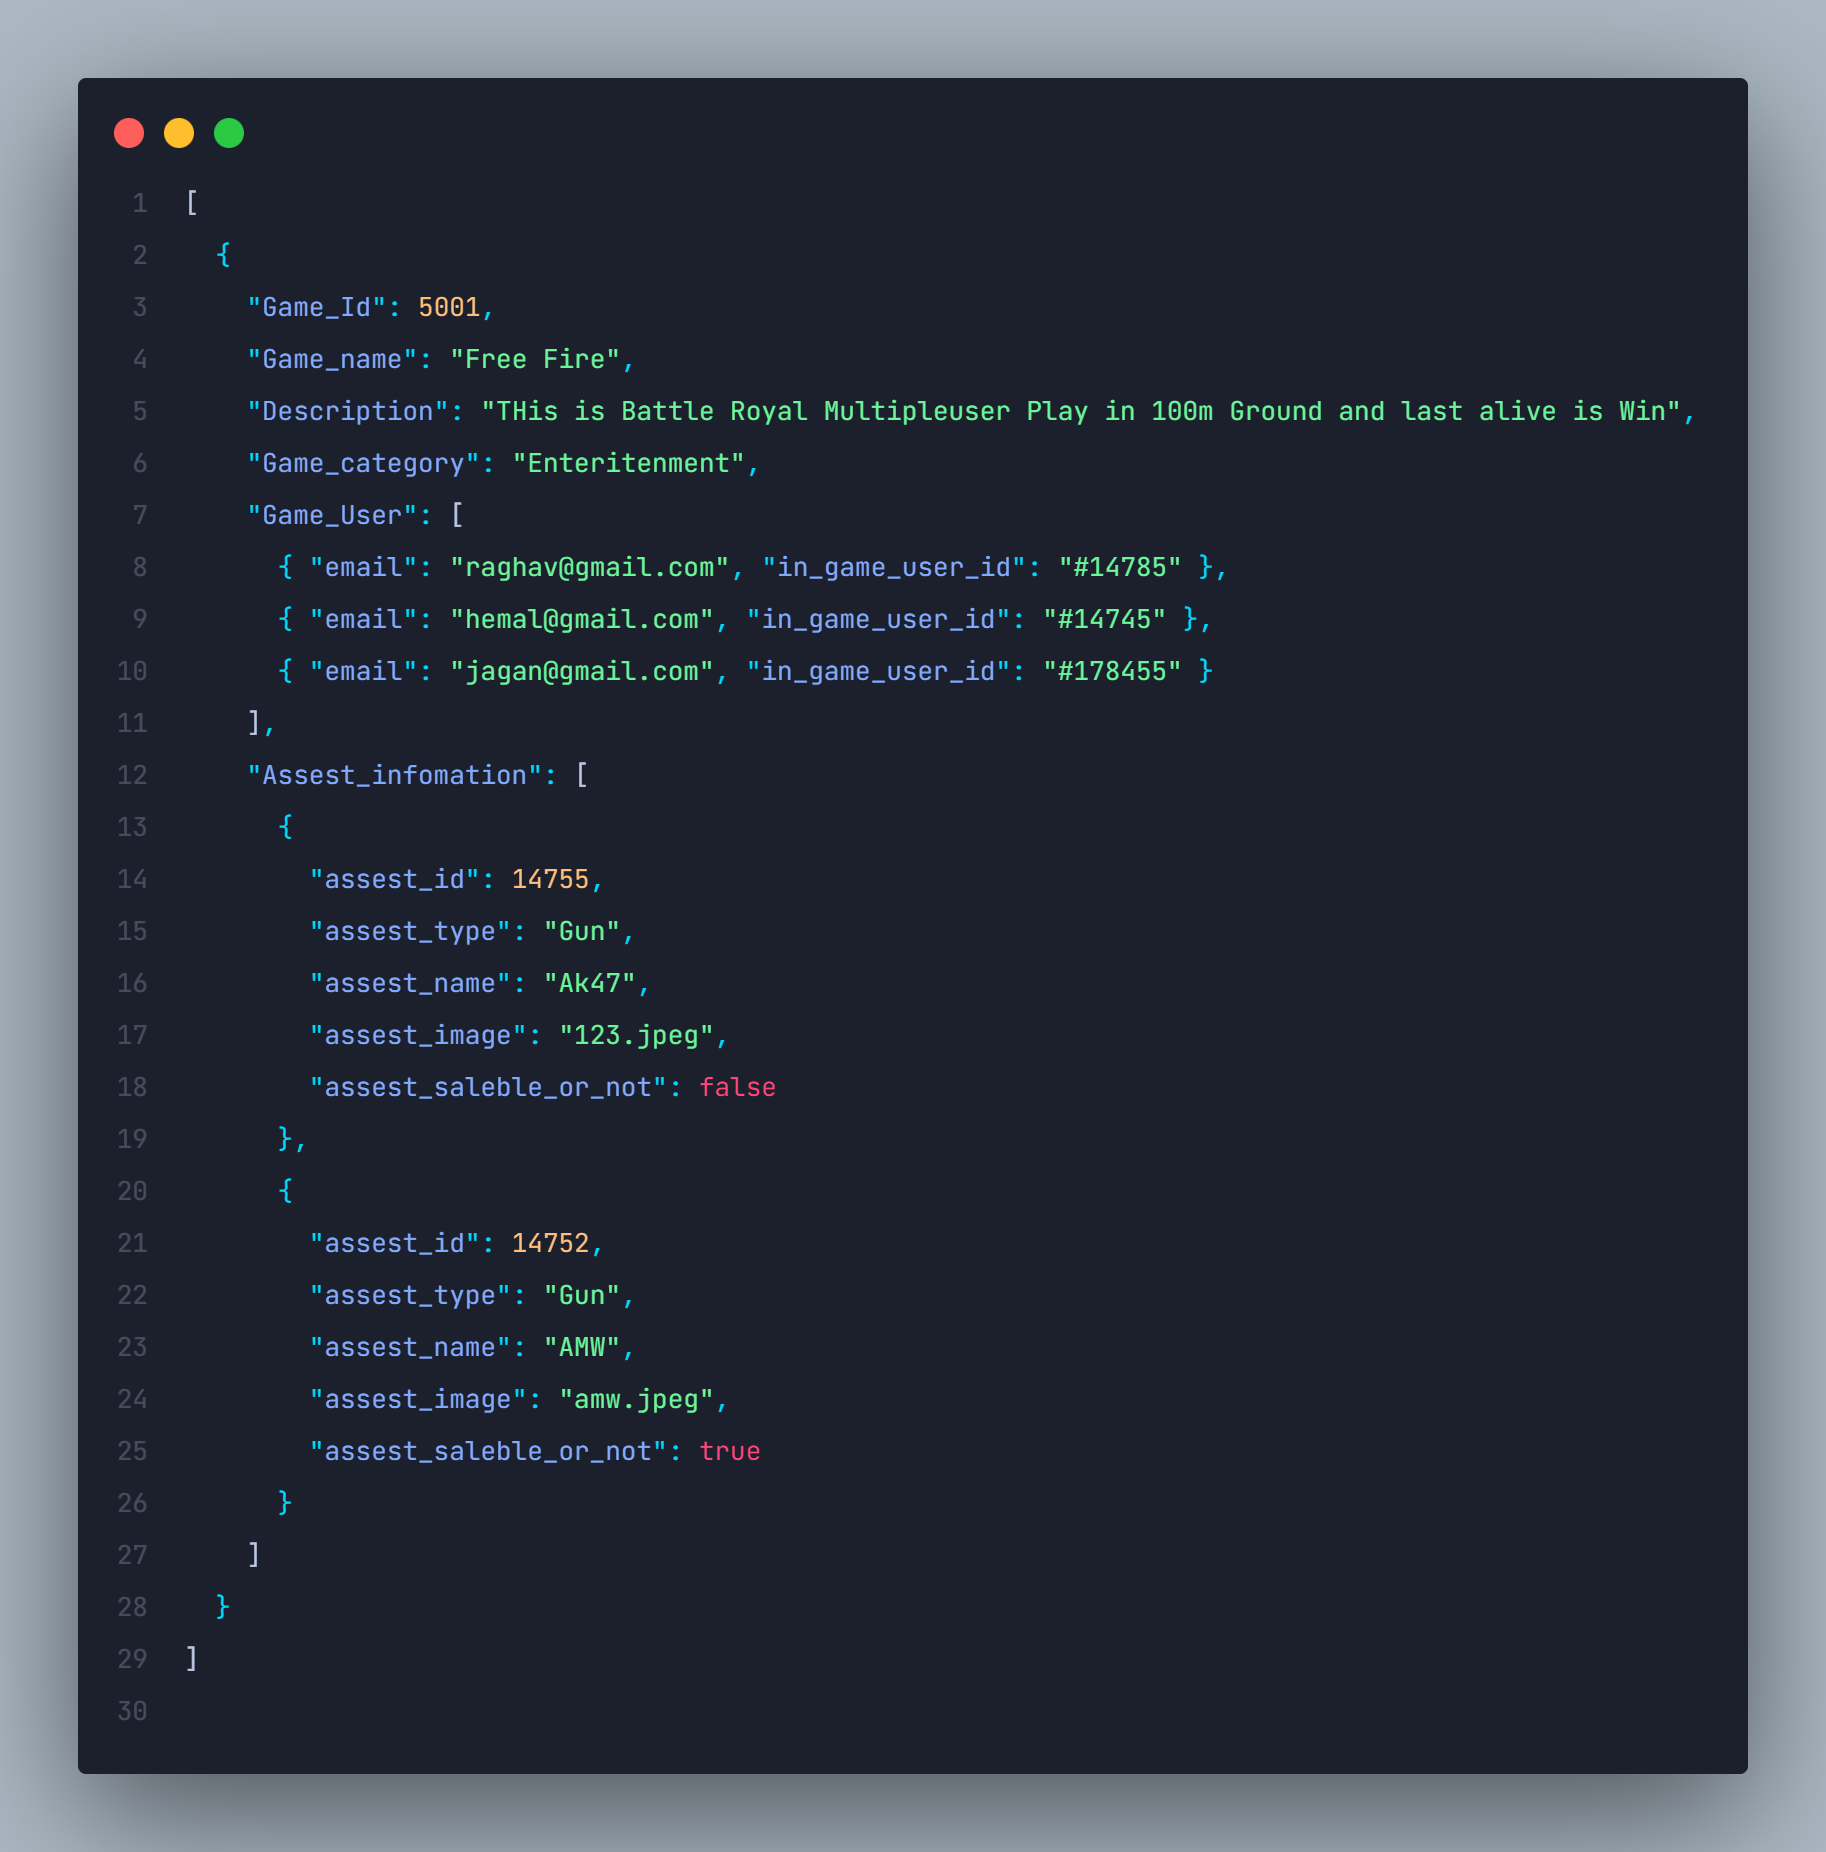 1 [
2   {
3     "Game_Id": 5001,
4     "Game_name": "Free Fire",
5     "Description": "THis is Battle Royal Multipleuser Play in 100m Ground and last alive is Win",
6     "Game_category": "Enteritenment",
7     "Game_User": [
8       { "email": "raghav@gmail.com", "in_game_user_id": "#14785" },
9       { "email": "hemal@gmail.com", "in_game_user_id": "#14745" },
10       { "email": "jagan@gmail.com", "in_game_user_id": "#178455" }
11     ],
12     "Assest_infomation": [
13       {
14         "assest_id": 14755,
15         "assest_type": "Gun",
16         "assest_name": "Ak47",
17         "assest_image": "123.jpeg",
18         "assest_saleble_or_not": false
19       },
20       {
21         "assest_id": 14752,
22         "assest_type": "Gun",
23         "assest_name": "AMW",
24         "assest_image": "amw.jpeg",
25         "assest_saleble_or_not": true
26       }
27     ]
28   }
29 ]
30